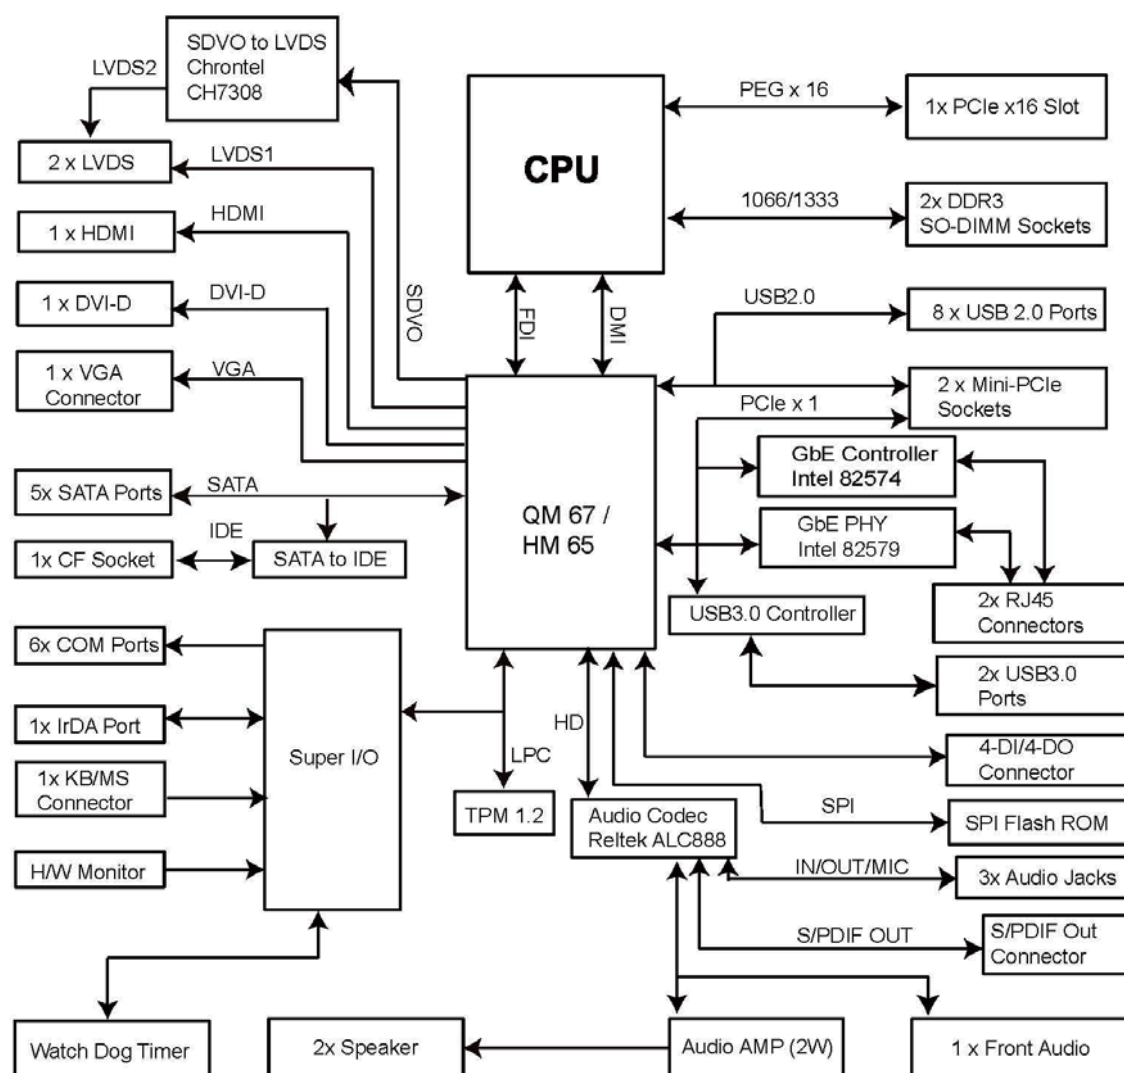 SDVO to LVDS
Chrontel
CH7308
LVDS2
2 x LVDS
LVDS1
1 x HDMI
HDMI
1 x DVI-D
DVI-D
1 x VGA
Connector
VGA
SDVO
CPU
FDI
DMI
PEG x 16
1x PCIe x16 Slot
1066/1333
2x DDR3
SO-DIMM Sockets
USB2.0
8 x USB 2.0 Ports
2 x Mini-PCIe
Sockets
PCIe x 1
GbE Controller
Intel 82574
GbE PHY
Intel 82579
QM 67 /
HM 65
5x SATA Ports
SATA
1x CF Socket
IDE
SATA to IDE
USB3.0 Controller
2x RJ45
Connectors
2x USB3.0
Ports
6x COM Ports
1x IrDA Port
1x KB/MS
Connector
H/W Monitor
Super I/O
LPC
TPM 1.2
HD
Audio Codec
Reltek ALC888
4-DI/4-DO
Connector
SPI
SPI Flash ROM
IN/OUT/MIC
3x Audio Jacks
S/PDIF OUT
S/PDIF Out
Connector
Watch Dog Timer
2x Speaker
Audio AMP (2W)
1 x Front Audio